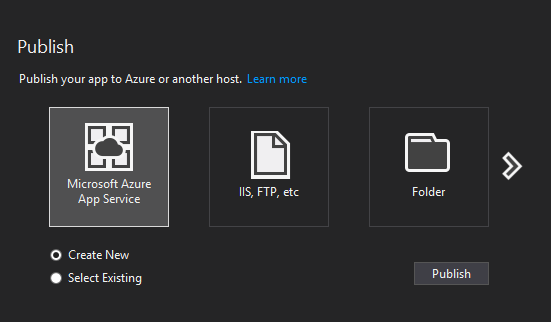 Publish
Publish your app to Azure or another host. Learn more
Microsoft Azure
App Service
IIS, FTP, etc
Folder
Create New
Select Existing
Publish